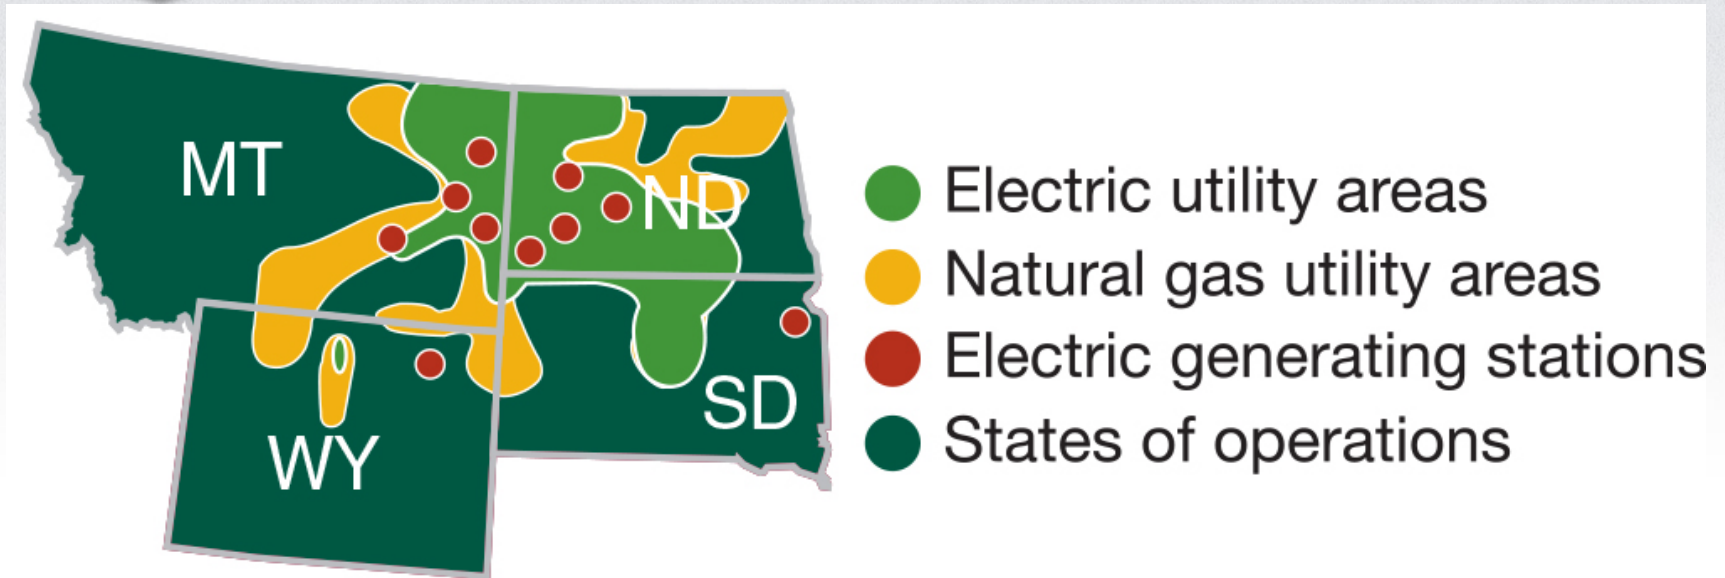 MT
ND
SD
WY
Electric utility areas
Natural gas utility areas
Electric generating stations
States of operations